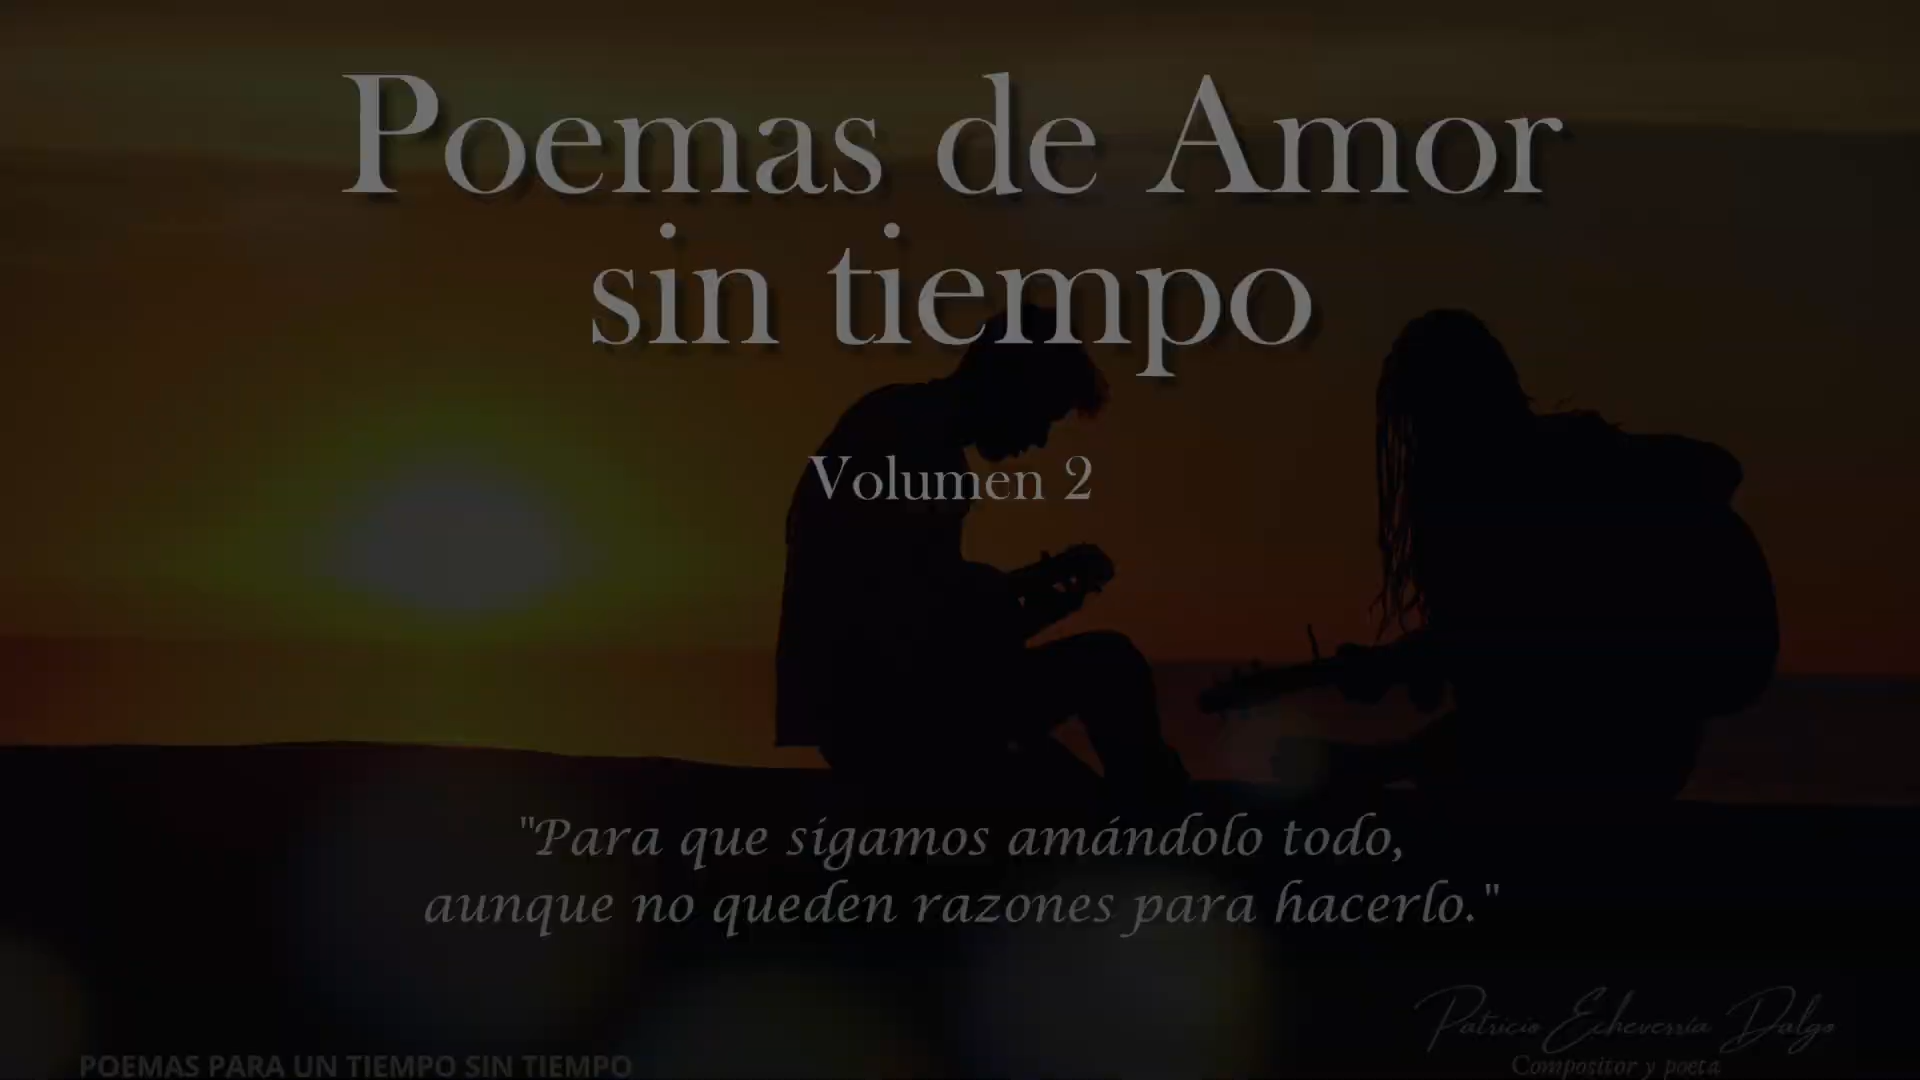 Poemas de Amor
sin tiempo
Volumen 2
"Para que sigamos amándolo todo,
aunque no queden razones para hacerlo."
Patricio Echeverría Dalgo
Compositor y poeta
POEMAS PARA UN TIEMPO SIN TIEMPO